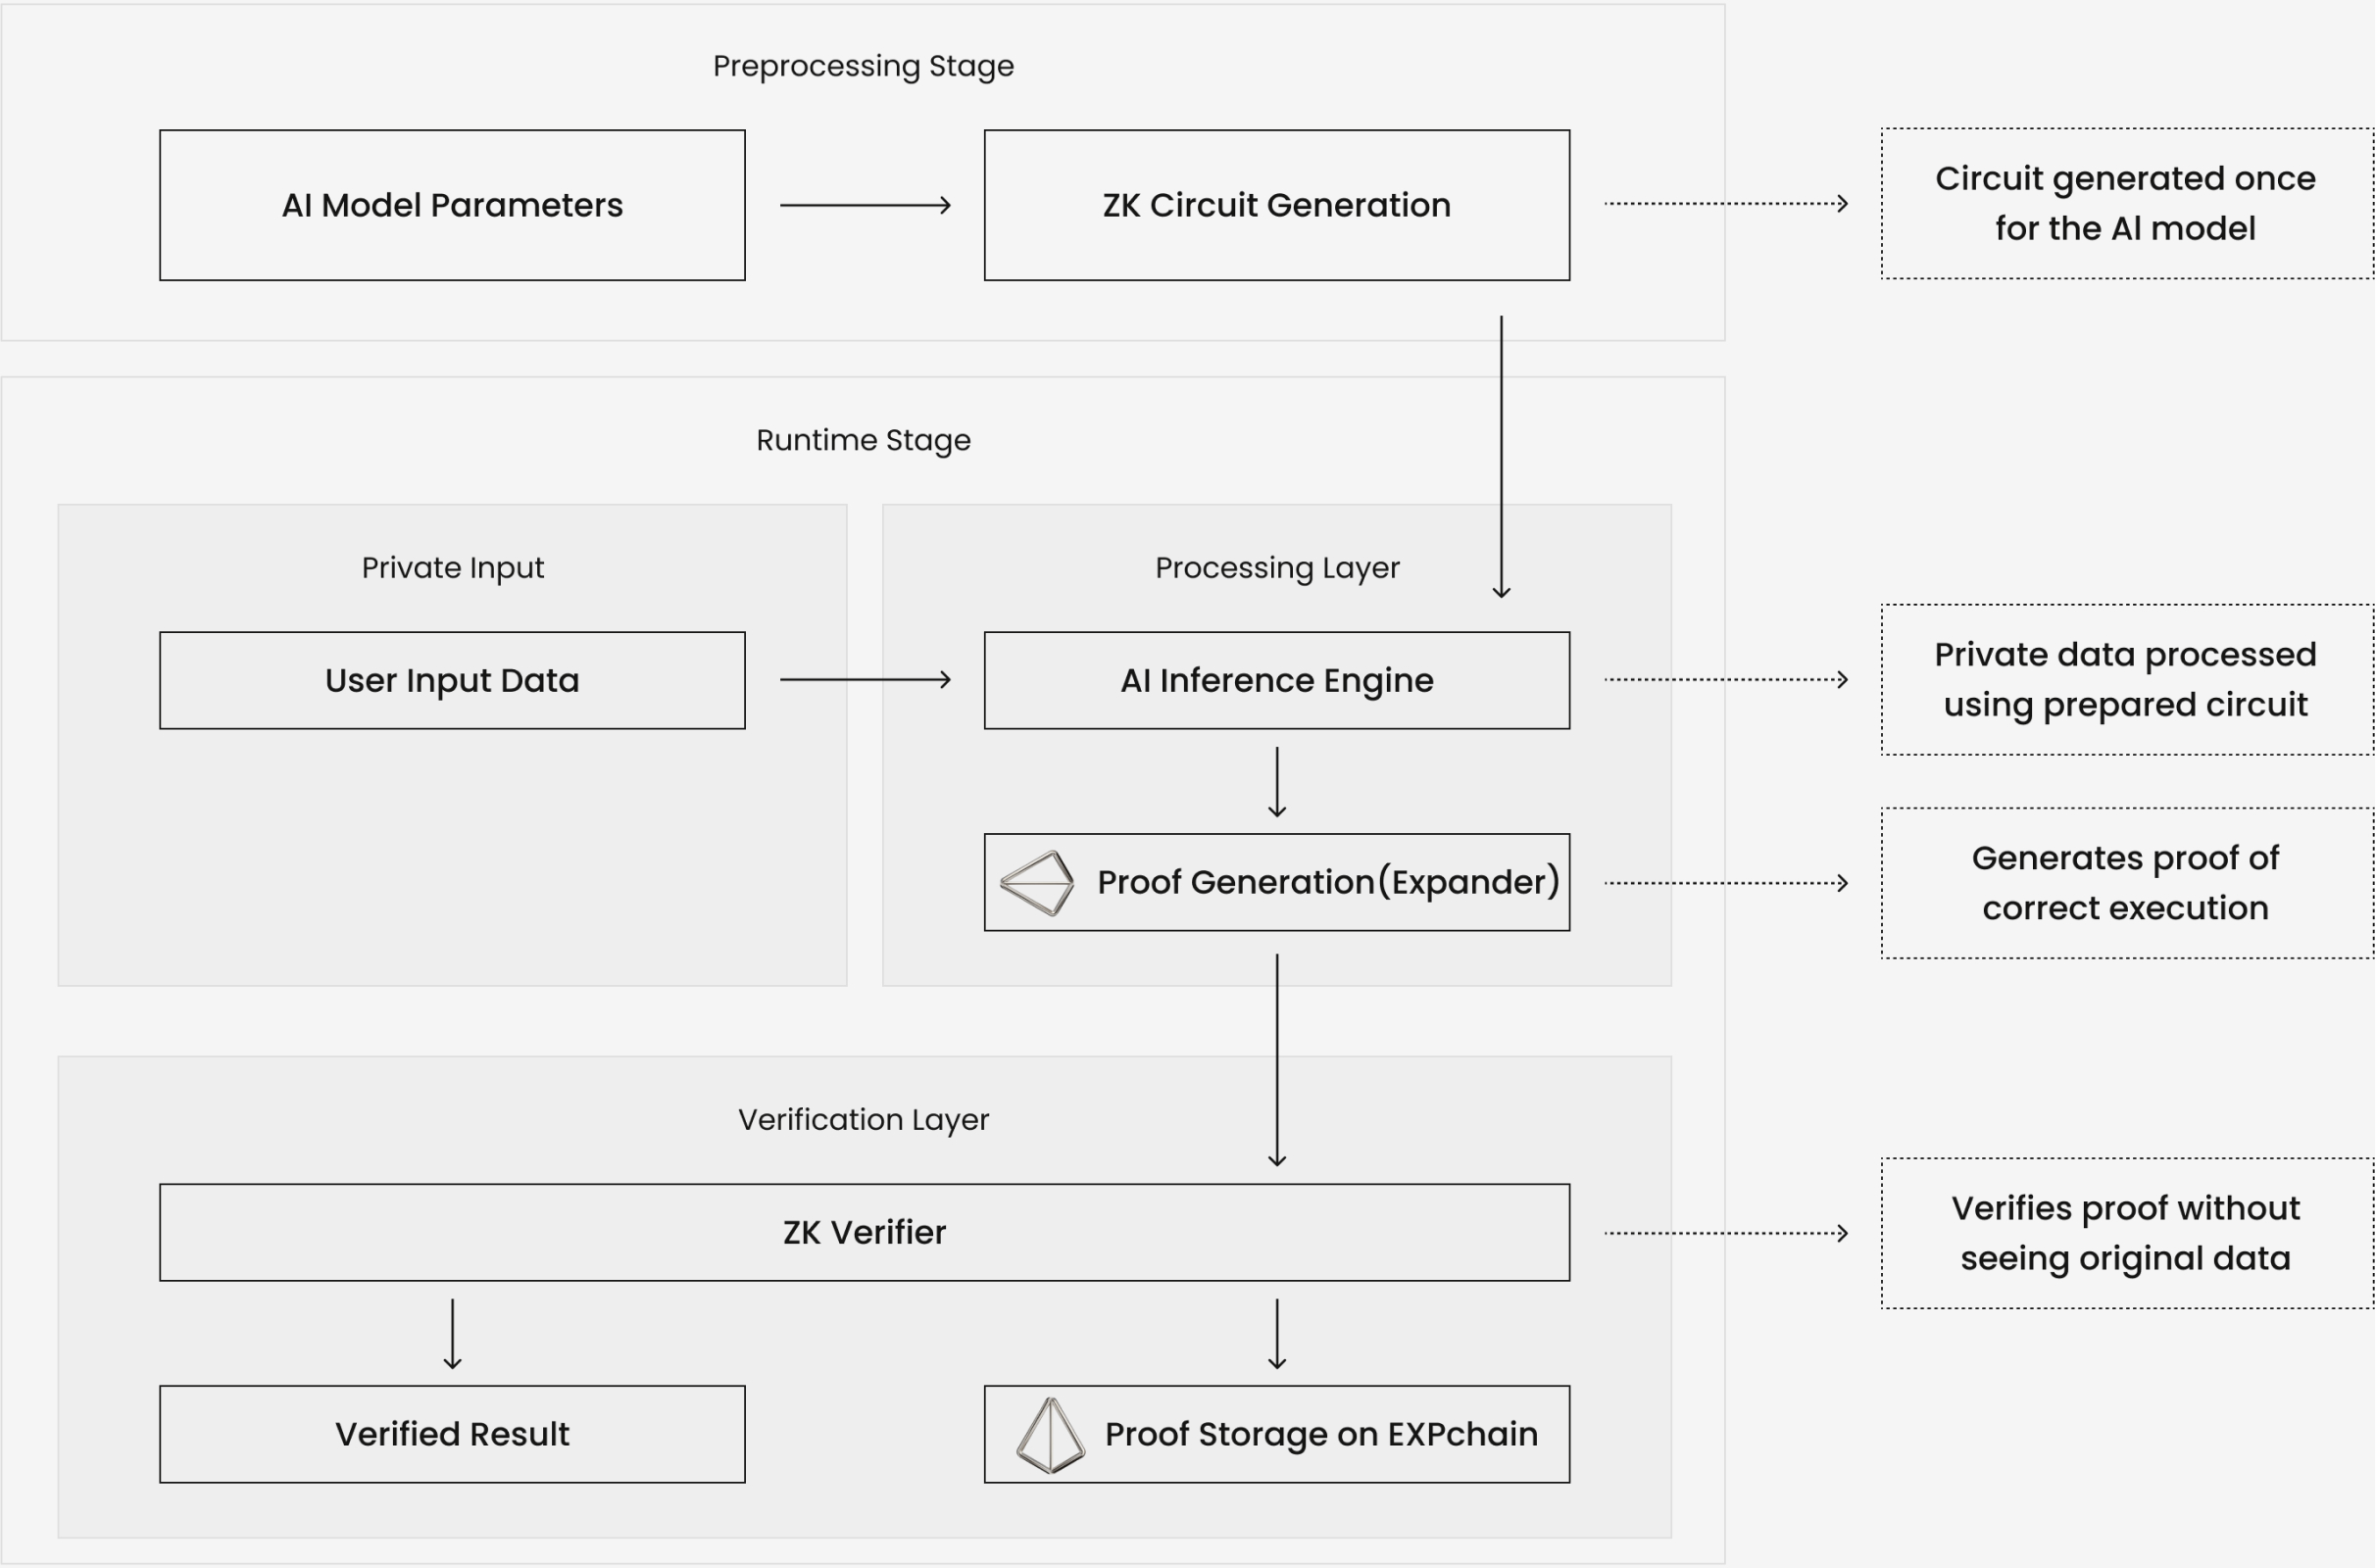 Preprocessing Stage
AI Model Parameters
ZK Circuit Generation
Circuit generated once
for the AI model
Runtime Stage
Private Input
User Input Data
Processing Layer
AI Inference Engine
Private data processed
using prepared circuit
Proof Generation(Expander)
Generates proof of
correct execution
Verification Layer
ZK Verifier
Verifies proof without
seeing original data
Verified Result
Proof Storage on EXPchain